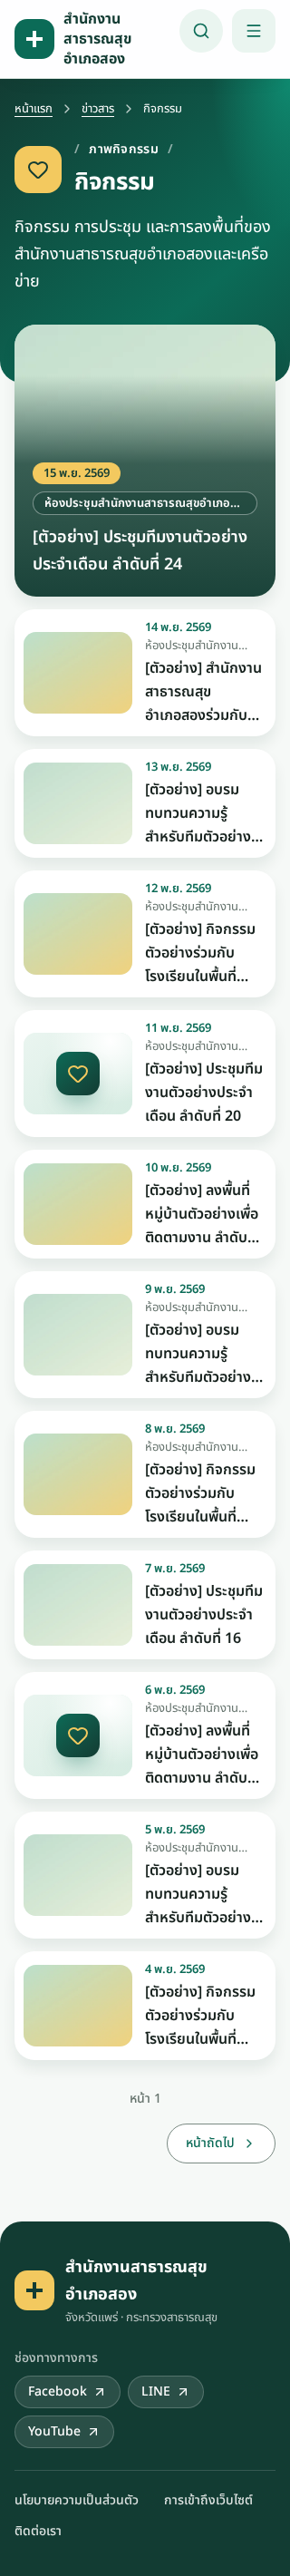 สำนักงาน
สาธารณสุข
อำเภอสอง
หน้าแรก > ข่าวสาร > กิจกรรม
/ ภาพกิจกรรม /
กิจกรรม
กิจกรรม การประชุม และการลงพื้นที่ของ
สำนักงานสาธารณสุขอำเภอสองและเครือ
ข่าย
15 พ.ย. 2569
ห้องประชุมสำนักงานสาธารณสุขอำเภอ...
[ตัวอย่าง] ประชุมทีมงานตัวอย่าง
ประจำเดือน ลำดับที่ 24
14 พ.ย. 2569
ห้องประชุมสำนักงาน...
[ตัวอย่าง] สำนักงาน
สาธารณสุข
อำเภอสองร่วมกับ...
13 พ.ย. 2569
[ตัวอย่าง] อบรม
ทบทวนความรู้
สำหรับทีมตัวอย่าง...
12 พ.ย. 2569
ห้องประชุมสำนักงาน...
[ตัวอย่าง] กิจกรรม
ตัวอย่างร่วมกับ
โรงเรียนในพื้นที่...
11 พ.ย. 2569
ห้องประชุมสำนักงาน...
[ตัวอย่าง] ประชุมทีม
งานตัวอย่างประจำ
เดือน ลำดับที่ 20
10 พ.ย. 2569
[ตัวอย่าง] ลงพื้นที่
หมู่บ้านตัวอย่างเพื่อ
ติดตามงาน ลำดับ...
9 พ.ย. 2569
ห้องประชุมสำนักงาน...
[ตัวอย่าง] อบรม
ทบทวนความรู้
สำหรับทีมตัวอย่าง...
8 พ.ย. 2569
ห้องประชุมสำนักงาน...
[ตัวอย่าง] กิจกรรม
ตัวอย่างร่วมกับ
โรงเรียนในพื้นที่...
7 พ.ย. 2569
[ตัวอย่าง] ประชุมทีม
งานตัวอย่างประจำ
เดือน ลำดับที่ 16
6 พ.ย. 2569
ห้องประชุมสำนักงาน...
[ตัวอย่าง] ลงพื้นที่
หมู่บ้านตัวอย่างเพื่อ
ติดตามงาน ลำดับ...
5 พ.ย. 2569
ห้องประชุมสำนักงาน...
[ตัวอย่าง] อบรม
ทบทวนความรู้
สำหรับทีมตัวอย่าง...
4 พ.ย. 2569
[ตัวอย่าง] กิจกรรม
ตัวอย่างร่วมกับ
โรงเรียนในพื้นที่...
หน้า 1
หน้าถัดไป
สำนักงานสาธารณสุข
อำเภอสอง
จังหวัดแพร่ · กระทรวงสาธารณสุข
ช่องทางทางการ
Facebook LINE
YouTube
นโยบายความเป็นส่วนตัว การเข้าถึงเว็บไซต์
ติดต่อเรา